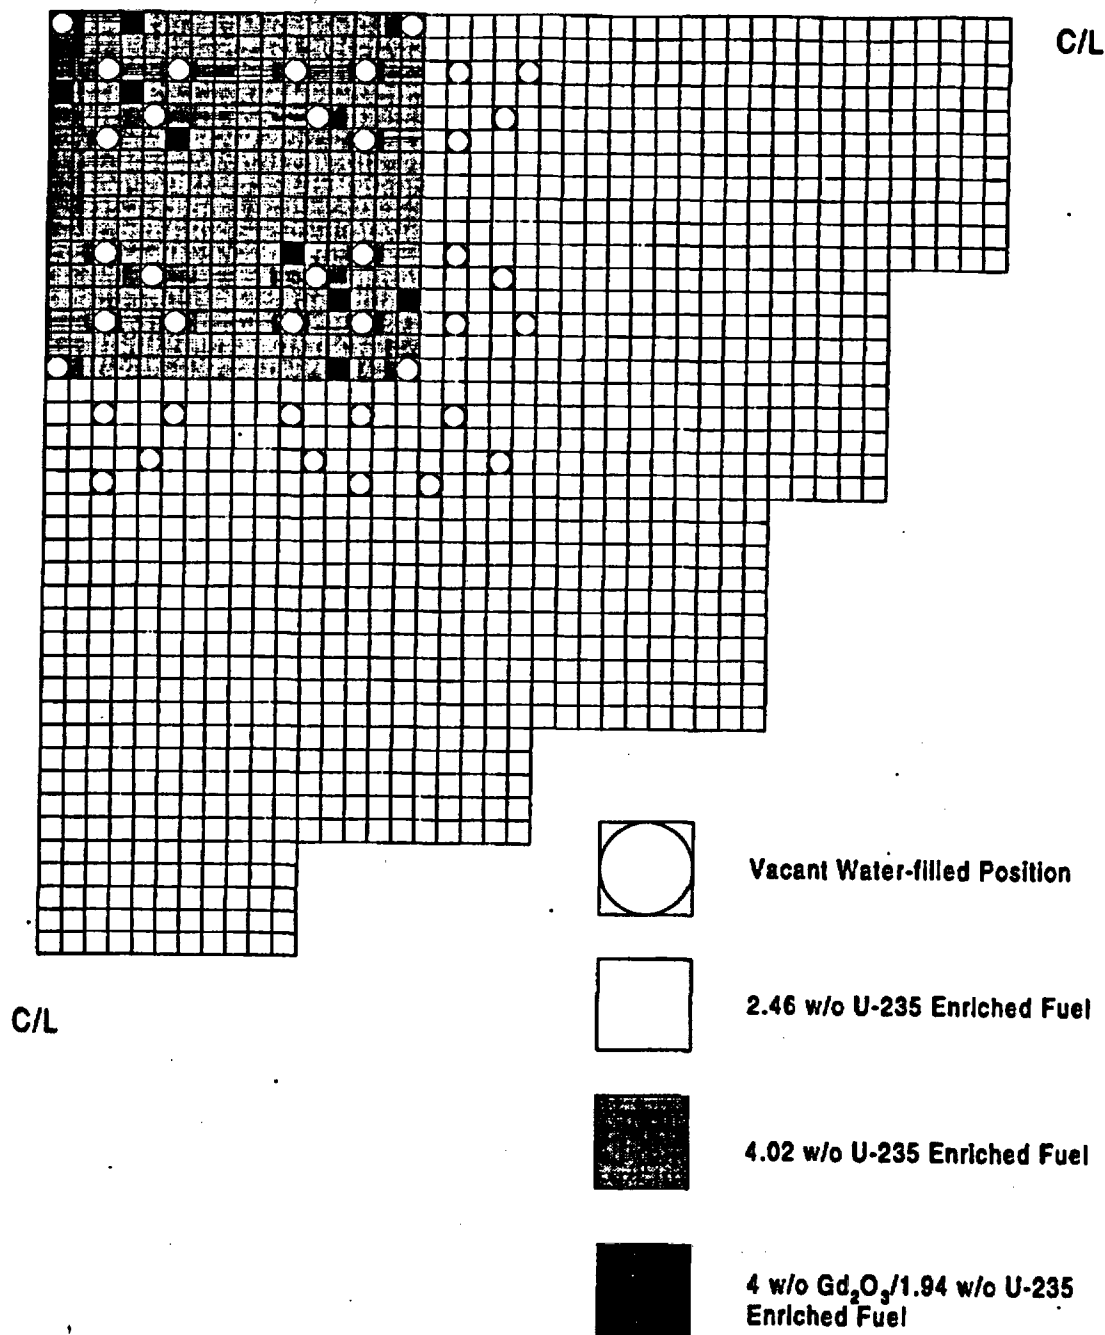 C/L
C/L
Vacant Water-filled Position
2.46 w/o U-235 Enriched Fuel
4.02 w/o U-235 Enriched Fuel
4 w/o Gd₂O₃/1.94 w/o U-235
Enriched Fuel